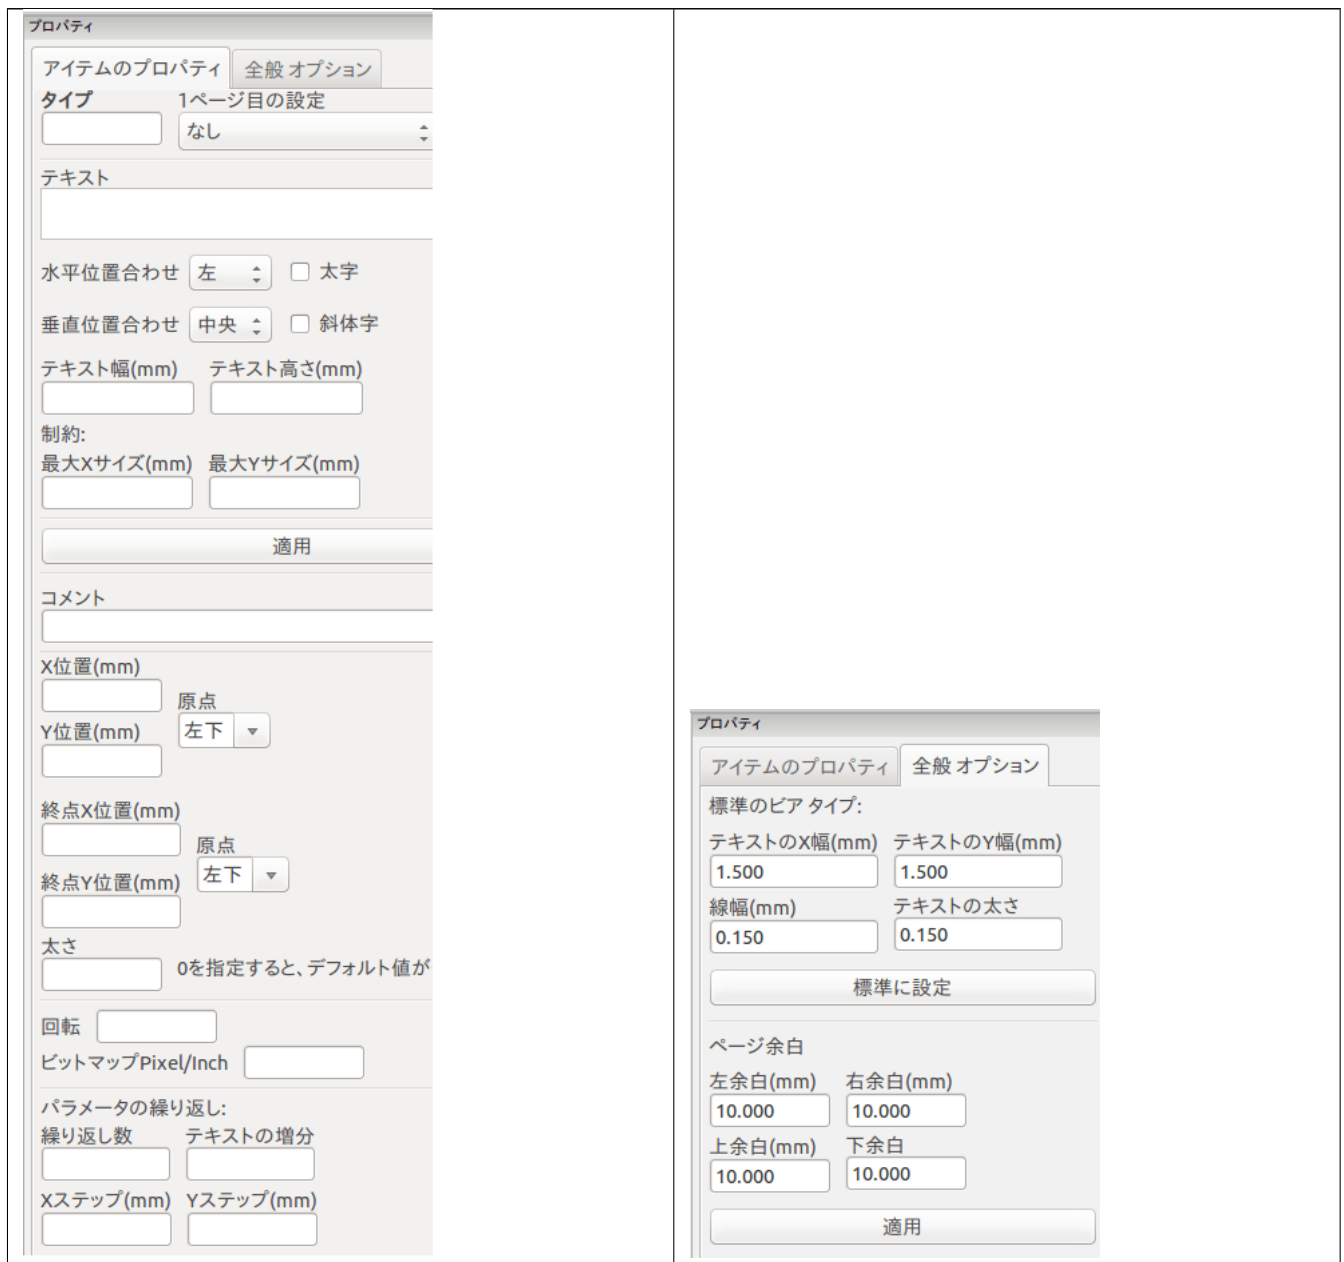 プロパティ
アイテムのプロパティ 全般 オプション
タイプ 1ページ目の設定
なし
テキスト
水平位置合わせ 左 太字
垂直位置合わせ 中央 斜体字
テキスト幅(mm) テキスト高さ(mm)
制約:
最大Xサイズ(mm) 最大Yサイズ(mm)
適用
コメント
X位置(mm)
原点
Y位置(mm) 左下
終点X位置(mm)
原点
終点Y位置(mm) 左下
太さ
0を指定すると、デフォルト値が
回転
ビットマップPixel/Inch
パラメータの繰り返し:
繰り返し数 テキストの増分
Xステップ(mm) Yステップ(mm)
プロパティ
アイテムのプロパティ 全般 オプション
標準のビア タイプ:
テキストのX幅(mm) テキストのY幅(mm)
1.500 1.500
線幅(mm) テキストの太さ
0.150 0.150
標準に設定
ページ余白
左余白(mm) 右余白(mm)
10.000 10.000
上余白(mm) 下余白
10.000 10.000
適用